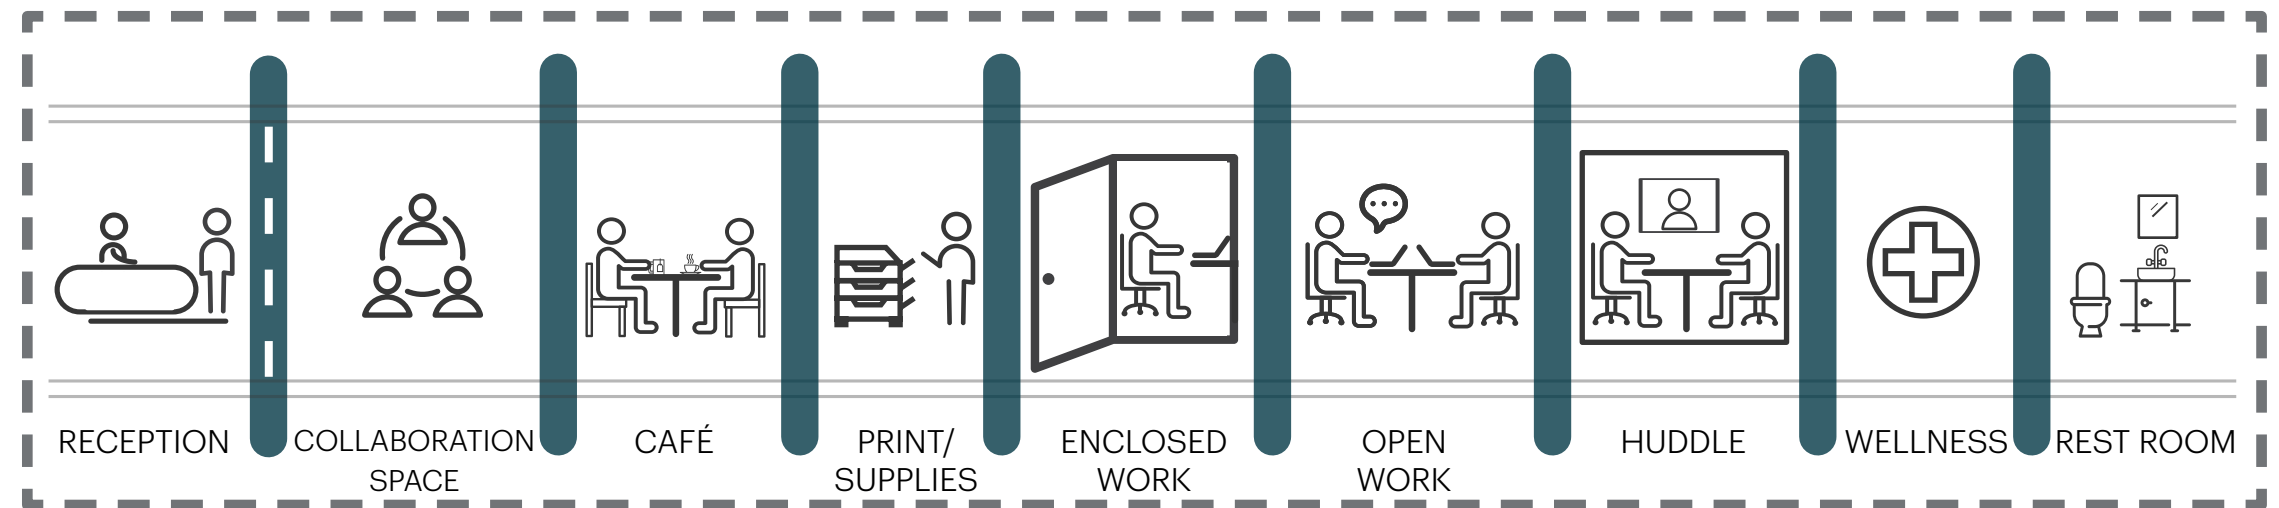 RECEPTION
COLLABORATION
SPACE
CAFÉ
PRINT/
SUPPLIES
ENCLOSED
WORK
OPEN
WORK
HUDDLE
WELLNESS
REST ROOM